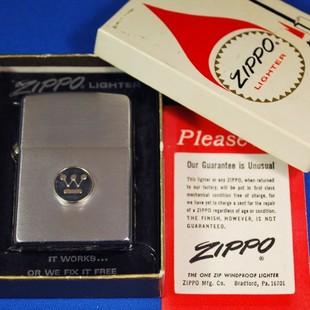 ZIPPO LIGHTER
IT WORKS...
OR WE FIX IT FREE
ZIPPO
LIGHTER
Please
Our Guarantee is Unusual
This lighter or any ZIPPO, when returned
to our factory, will be put in first class
mechanical condition free of charge, for
we have yet to charge a cent for the repair
of a ZIPPO regardless of age or condition.
THE FINISH, HOWEVER, IS NOT
GUARANTEED.
ZIPPO®
THE ONE ZIP WINDPROOF LIGHTER
ZIPPO Mfg. Co. Bradford, Pa. 16701